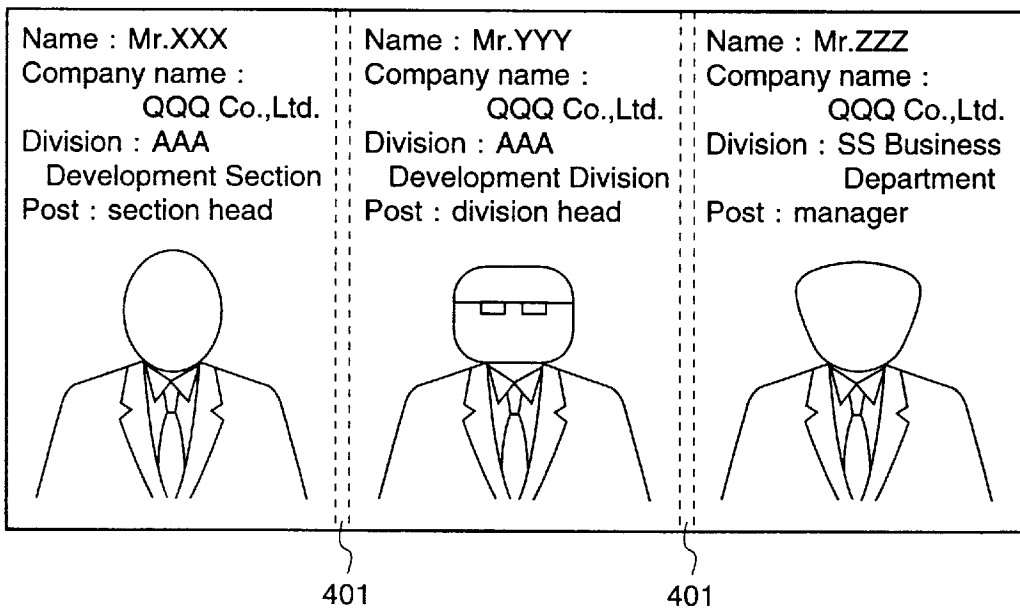 Name : Mr.XXX
Company name :
QQQ Co.,Ltd.
Division : AAA
Development Section
Post : section head
Name : Mr.YYY
Company name :
QQQ Co.,Ltd.
Division : AAA
Development Division
Post : division head
Name : Mr.ZZZ
Company name :
QQQ Co.,Ltd.
Division : SS Business
Department
Post : manager
401
401